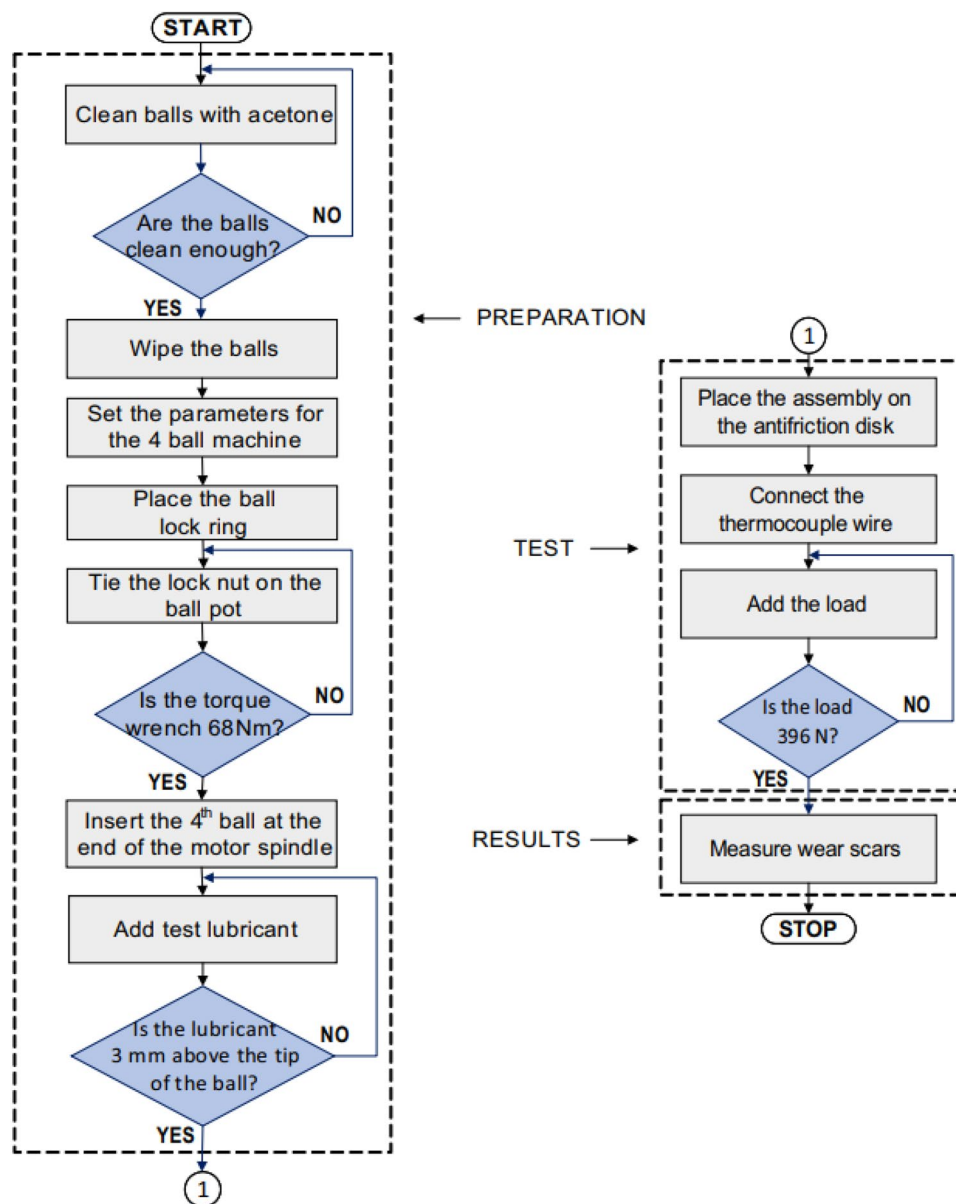 START
Clean balls with acetone
Are the balls
clean enough?
NO
YES
Wipe the balls
Set the parameters for
the 4 ball machine
Place the ball
lock ring
Tie the lock nut on the
ball pot
Is the torque
wrench 68Nm?
NO
YES
Insert the 4th ball at the
end of the motor spindle
Add test lubricant
Is the lubricant
3 mm above the tip
of the ball?
NO
YES
1
PREPARATION
1
Place the assembly on
the antifriction disk
Connect the
thermocouple wire
TEST
Add the load
Is the load
396 N?
NO
YES
RESULTS
Measure wear scars
STOP